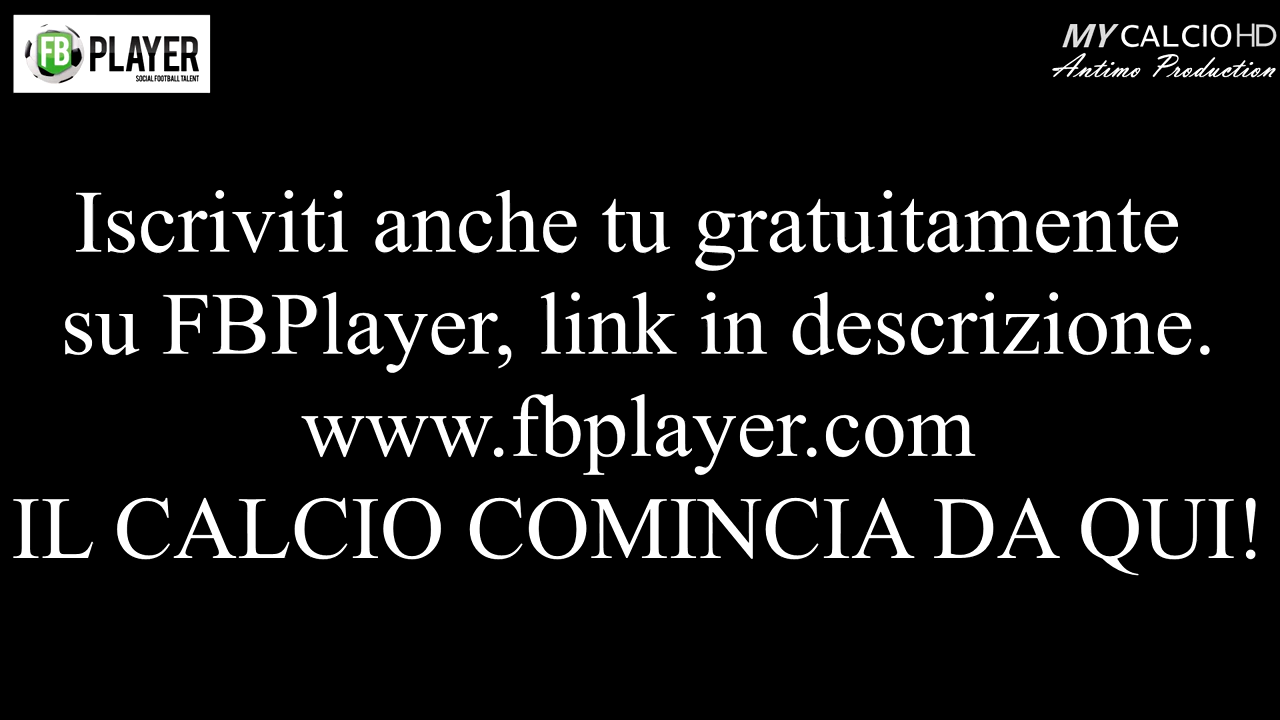 FB PLAYER
SOCIAL FOOTBALL TALENT
MY CALCIO HD
Antimo Production
Iscriviti anche tu gratuitamente
su FBPlayer, link in descrizione.
www.fbplayer.com
IL CALCIO COMINCIA DA QUI!